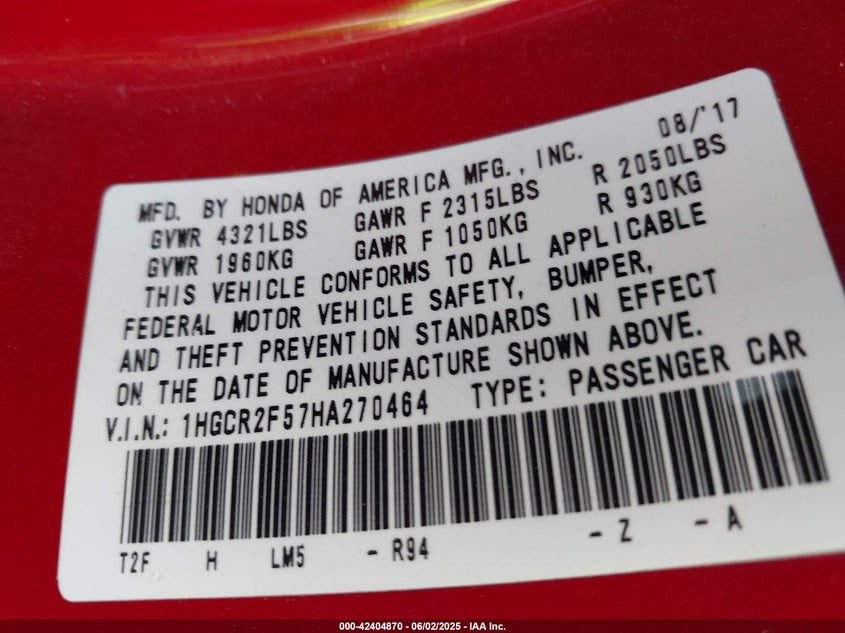 08/'17
MFD. BY HONDA OF AMERICA MFG., INC.
GVWR 4321LBS GAWR F 2315LBS R 2050LBS
GVWR 1960KG GAWR F 1050KG R 930KG
THIS VEHICLE CONFORMS TO ALL APPLICABLE
FEDERAL MOTOR VEHICLE SAFETY, BUMPER,
AND THEFT PREVENTION STANDARDS IN EFFECT
ON THE DATE OF MANUFACTURE SHOWN ABOVE.
V.I.N.: 1HGCR2F57HA270464 TYPE: PASSENGER CAR
T2F H LM5 - R94 - Z - A
000-42404870 - 06/02/2025 - IAA Inc.